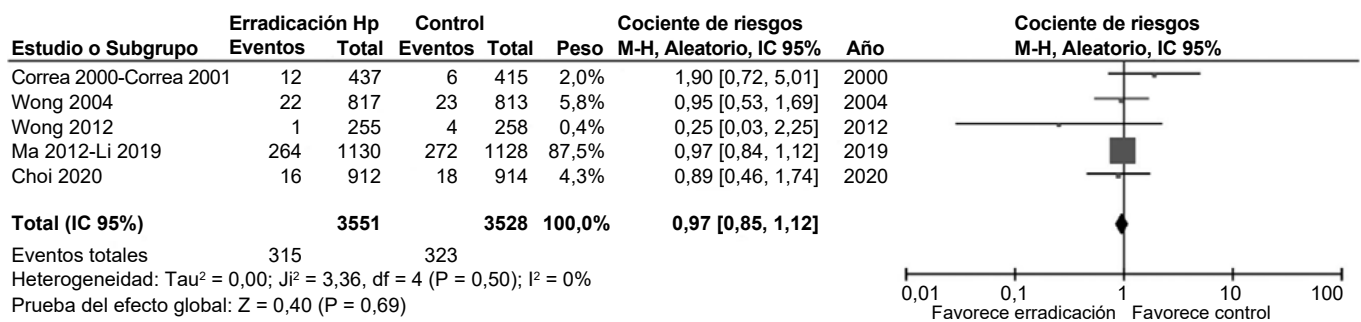 Erradicación Hp Control Cociente de riesgos Cociente de riesgos
Estudio o Subgrupo Eventos Total Eventos Total Peso M-H, Aleatorio, IC 95% Año M-H, Aleatorio, IC 95%
Correa 2000-Correa 2001 12 437 6 415 2,0% 1,90 [0,72, 5,01] 2000
Wong 2004 22 817 23 813 5,8% 0,95 [0,53, 1,69] 2004
Wong 2012 1 255 4 258 0,4% 0,25 [0,03, 2,25] 2012
Ma 2012-Li 2019 264 1130 272 1128 87,5% 0,97 [0,84, 1,12] 2019
Choi 2020 16 912 18 914 4,3% 0,89 [0,46, 1,74] 2020
Total (IC 95%) 3551 3528 100,0% 0,97 [0,85, 1,12]
Eventos totales 315 323
Heterogeneidad: Tau² = 0,00; Ji² = 3,36, df = 4 (P = 0,50); I² = 0%
Prueba del efecto global: Z = 0,40 (P = 0,69)
0,01 0,1 1 10 100
Favorece erradicación Favorece control